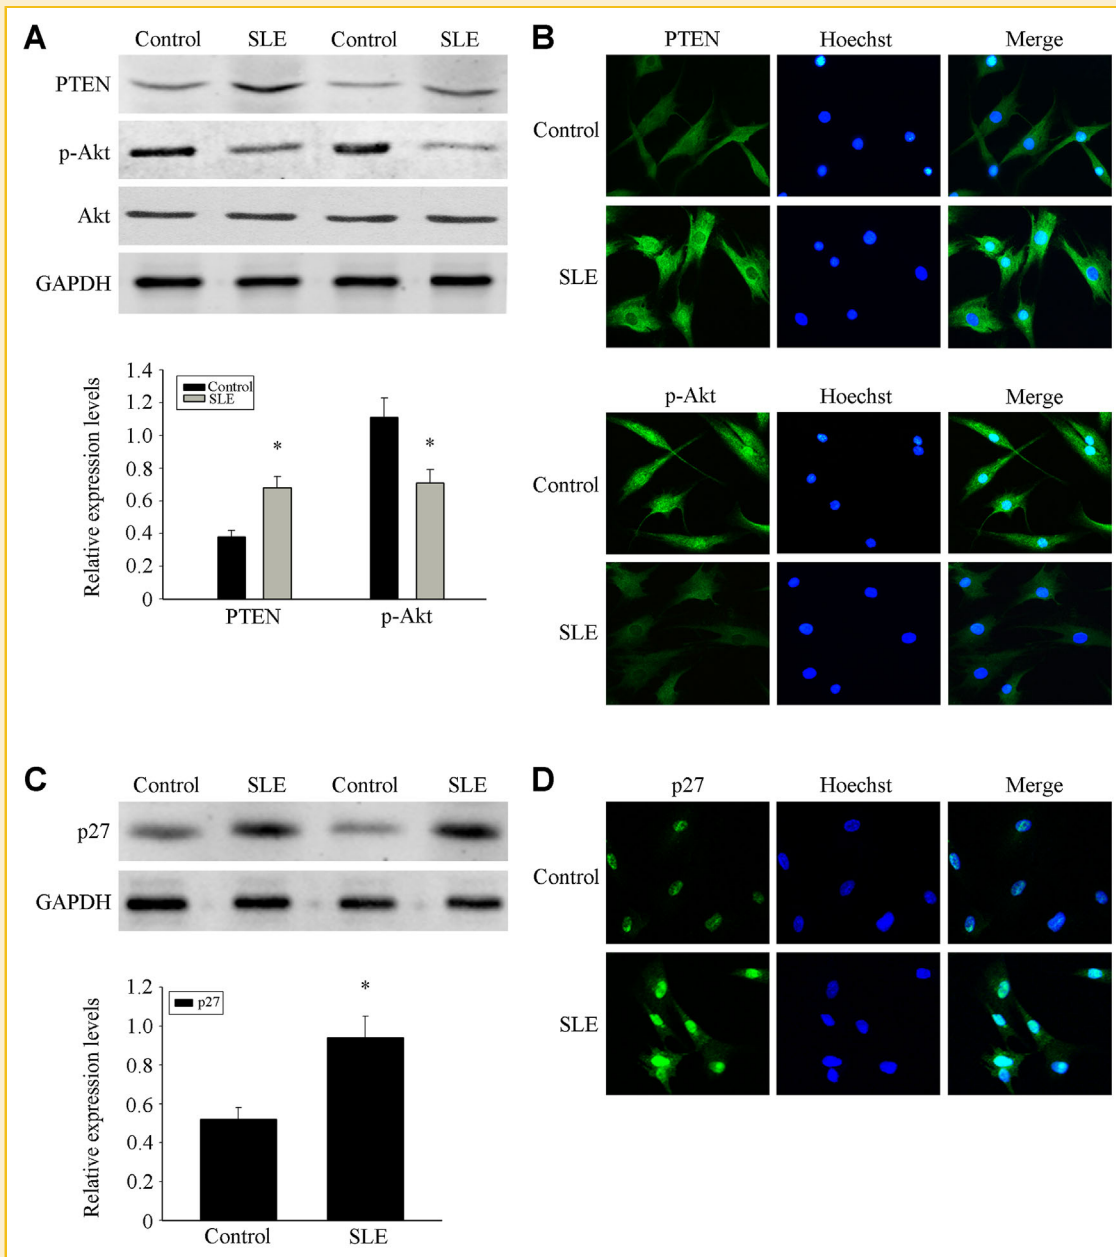 A
Control SLE Control SLE
PTEN
p-Akt
Akt
GAPDH
1.4
1.2
1.0
0.8
0.6
0.4
0.2
0
Relative expression levels
Control
SLE
*
*
PTEN p-Akt
B
PTEN Hoechst Merge
Control
SLE
p-Akt Hoechst Merge
Control
SLE
C
Control SLE Control SLE
p27
GAPDH
1.2
1.0
0.8
0.6
0.4
0.2
0
Relative expression levels
p27
*
Control SLE
D
p27 Hoechst Merge
Control
SLE